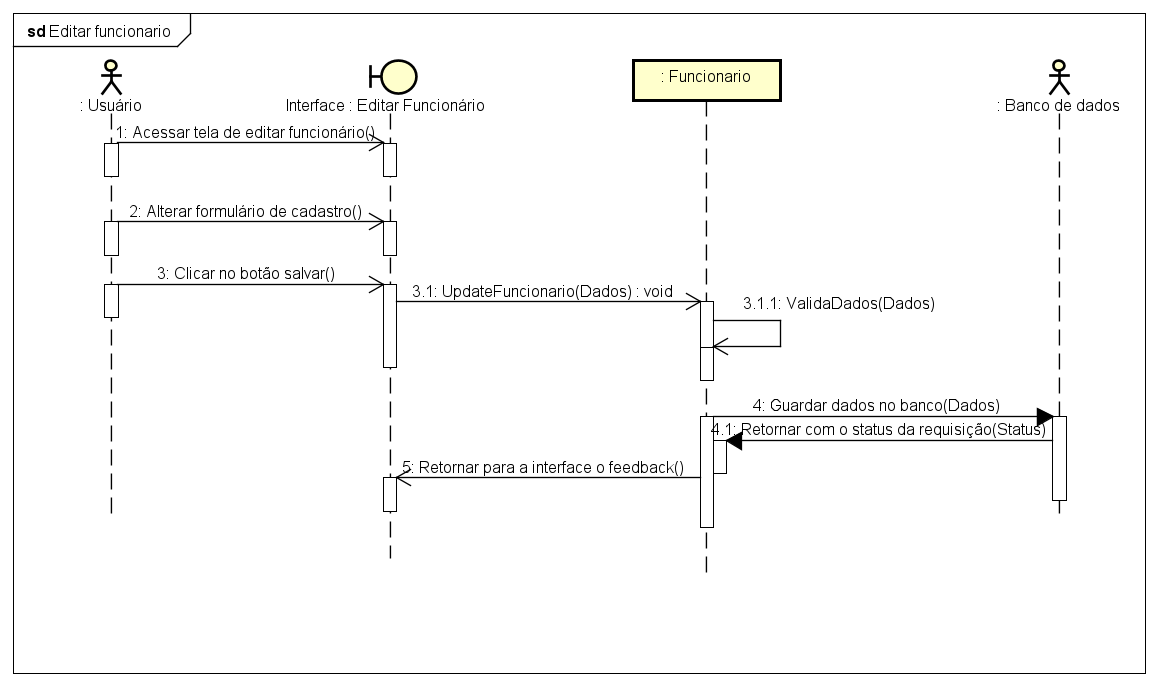 sd Editar funcionario
: Usuário
Interface : Editar Funcionário
: Funcionario
: Banco de dados
1: Acessar tela de editar funcionário()
2: Alterar formulário de cadastro()
3: Clicar no botão salvar()
3.1: UpdateFuncionario(Dados) : void
3.1.1: ValidaDados(Dados)
4: Guardar dados no banco(Dados)
4.1: Retornar com o status da requisição(Status)
5: Retornar para a interface o feedback()